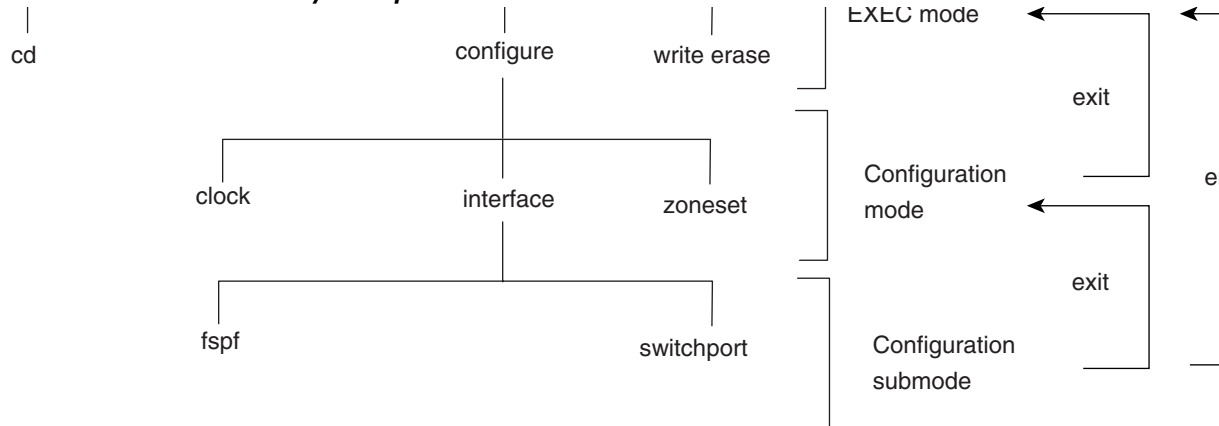 EXEC mode
cd
configure
write erase
exit
clock
interface
zoneset
Configuration
mode
exit
fspf
switchport
Configuration
submode